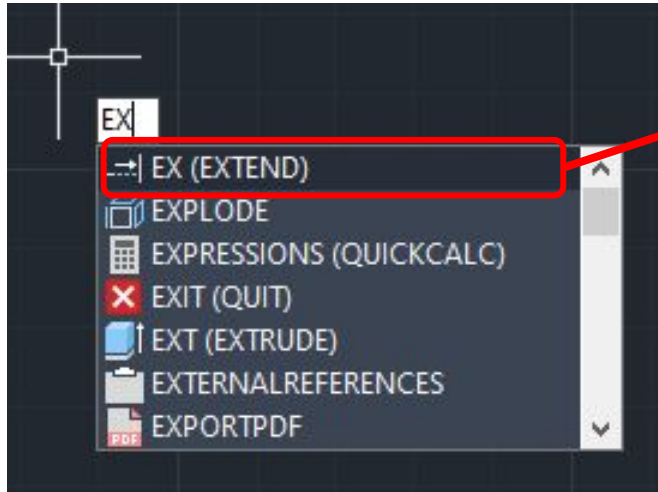 EX
EX (EXTEND)
EXPLODE
EXPRESSIONS (QUICKCALC)
EXIT (QUIT)
EXT (EXTRUDE)
EXTERNALREFERENCES
PDF
EXPORTPDF